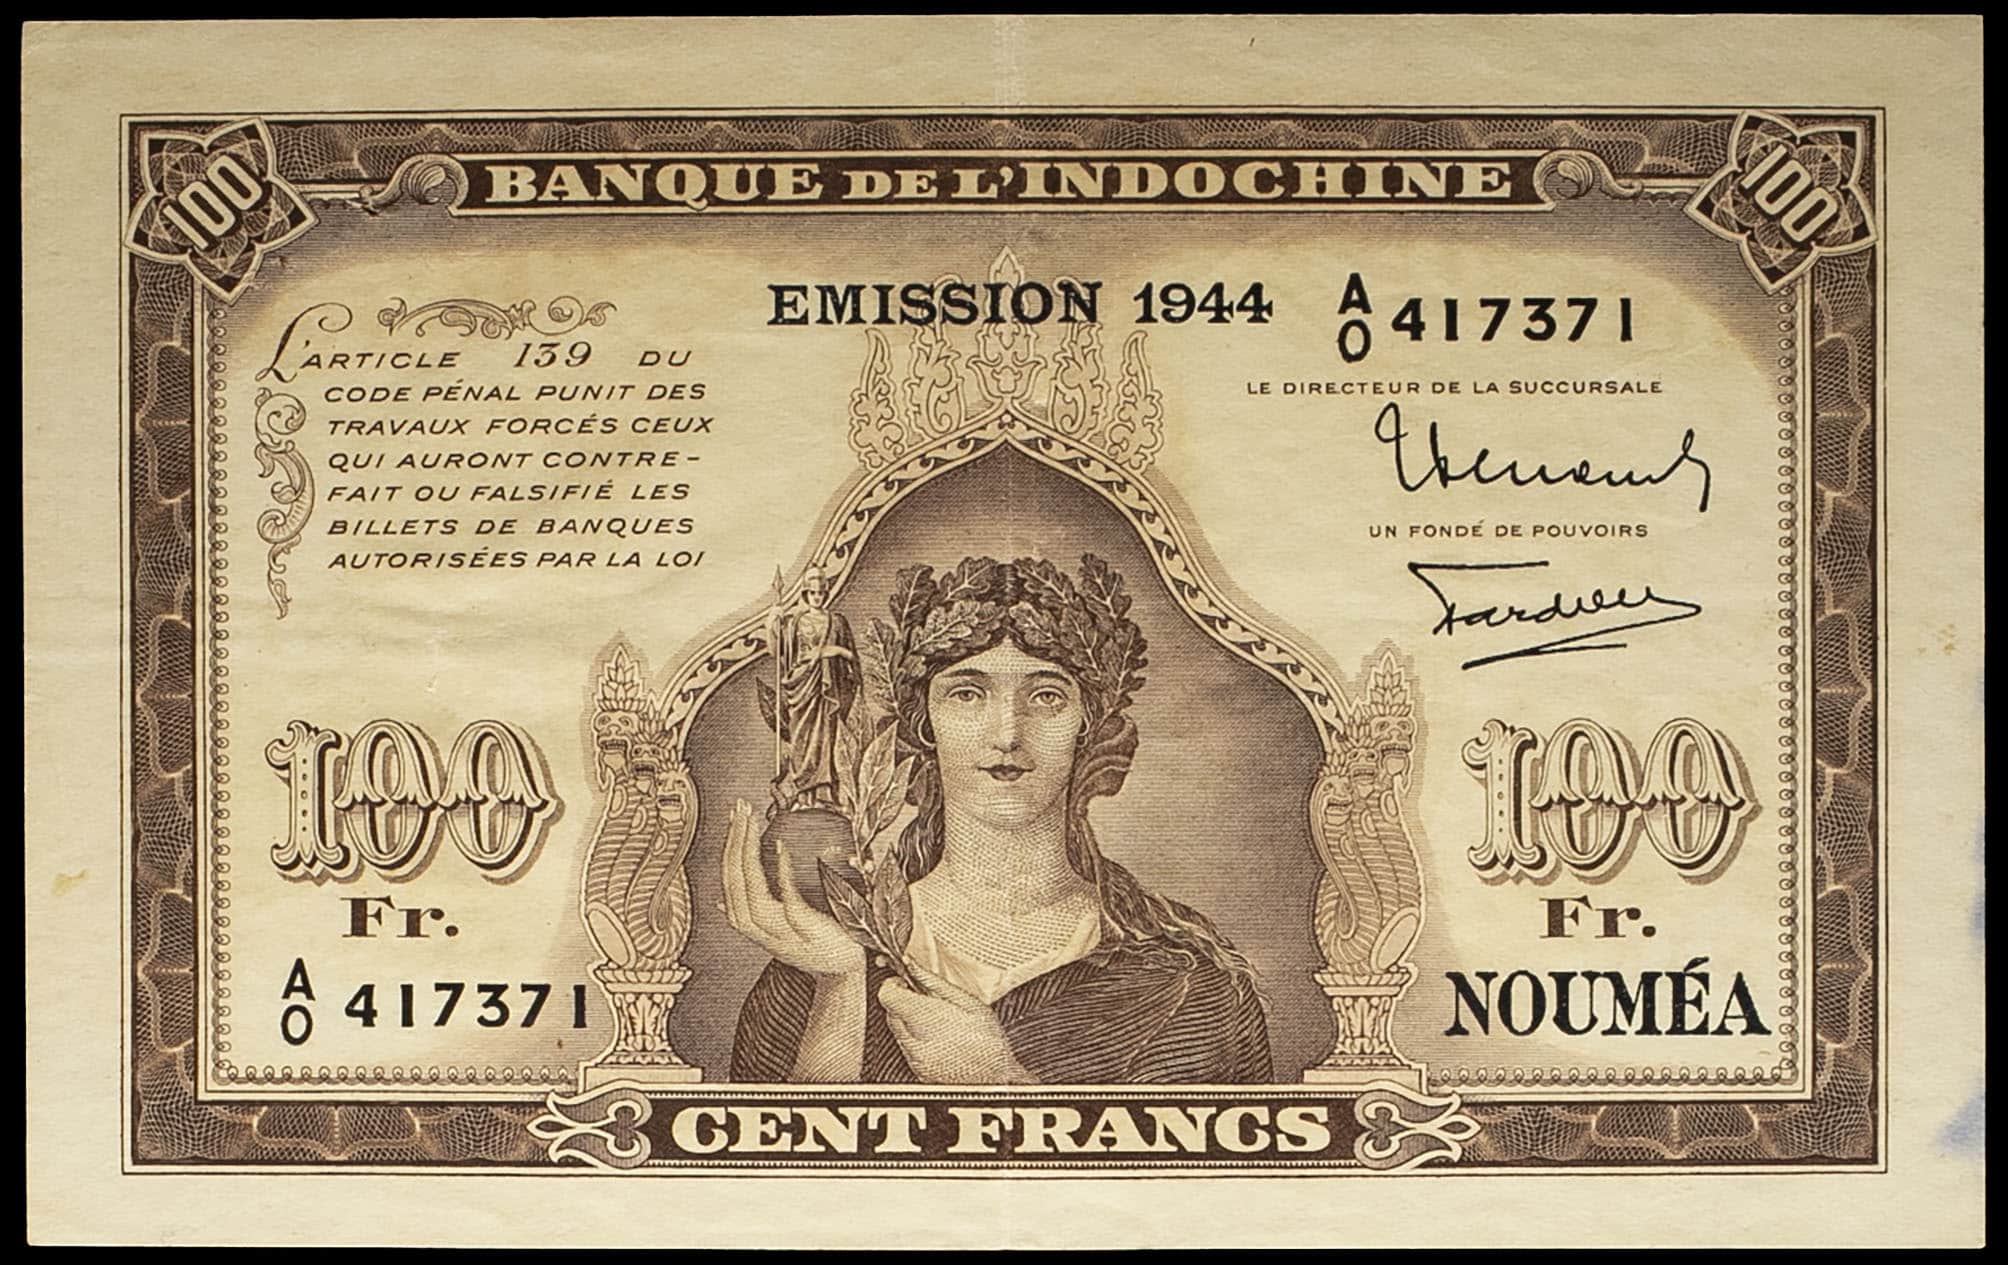 100 BANQUE DE L'INDOCHINE 100
EMISSION 1944 A/O 417371
L'ARTICLE 139 DU
CODE PÉNAL PUNIT DES
TRAVAUX FORCÉS CEUX
QUI AURONT CONTRE-
FAIT OU FALSIFIÉ LES
BILLETS DE BANQUES
AUTORISÉES PAR LA LOI
LE DIRECTEUR DE LA SUCCURSALE
UN FONDÉ DE POUVOIRS
100
Fr.
A/O 417371
100
Fr.
NOUMÉA
CENT FRANCS